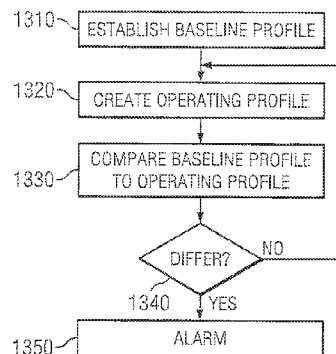 1310
ESTABLISH BASELINE PROFILE
1320
CREATE OPERATING PROFILE
1330
COMPARE BASELINE PROFILE
TO OPERATING PROFILE
DIFFER?
NO
1340
YES
1350
ALARM